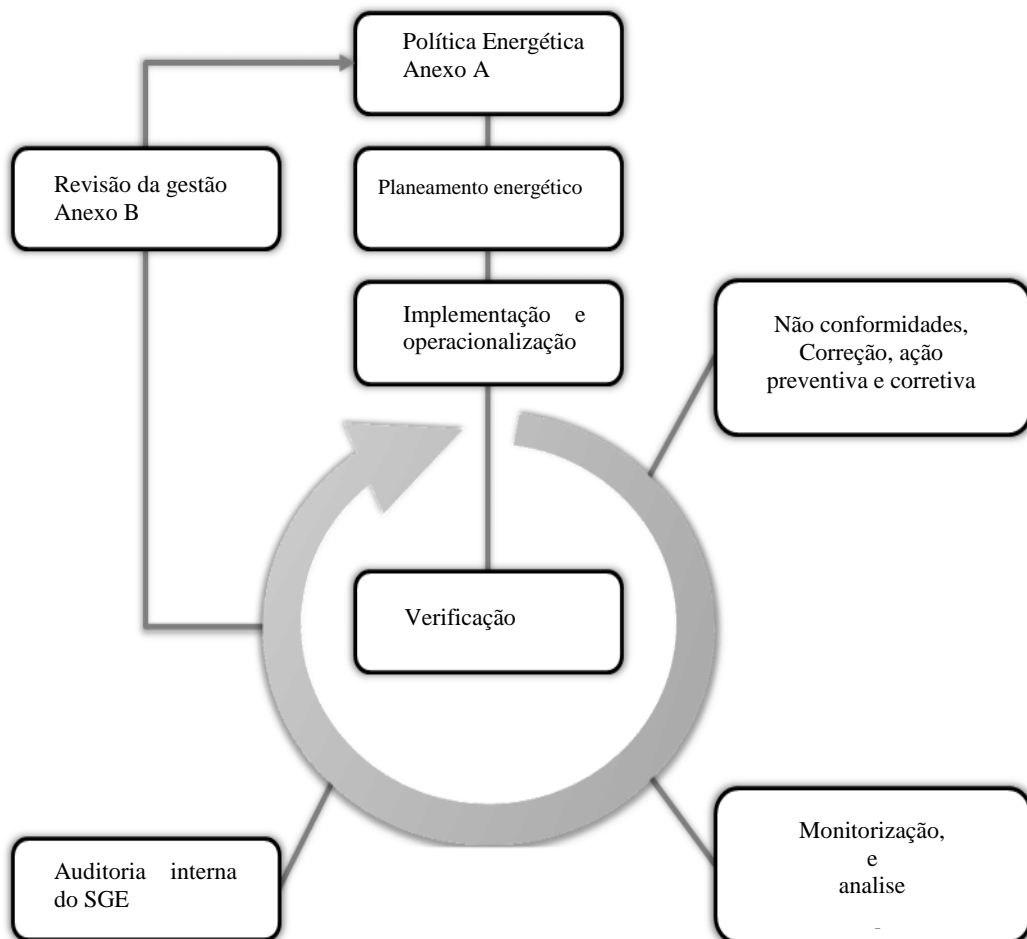 Política Energética
Anexo A
Revisão da gestão
Anexo B
Planeamento energético
Implementação e
operacionalização
Não conformidades,
Correção, ação
preventiva e corretiva
Verificação
Auditoria interna
do SGE
Monitorização,
e
analise